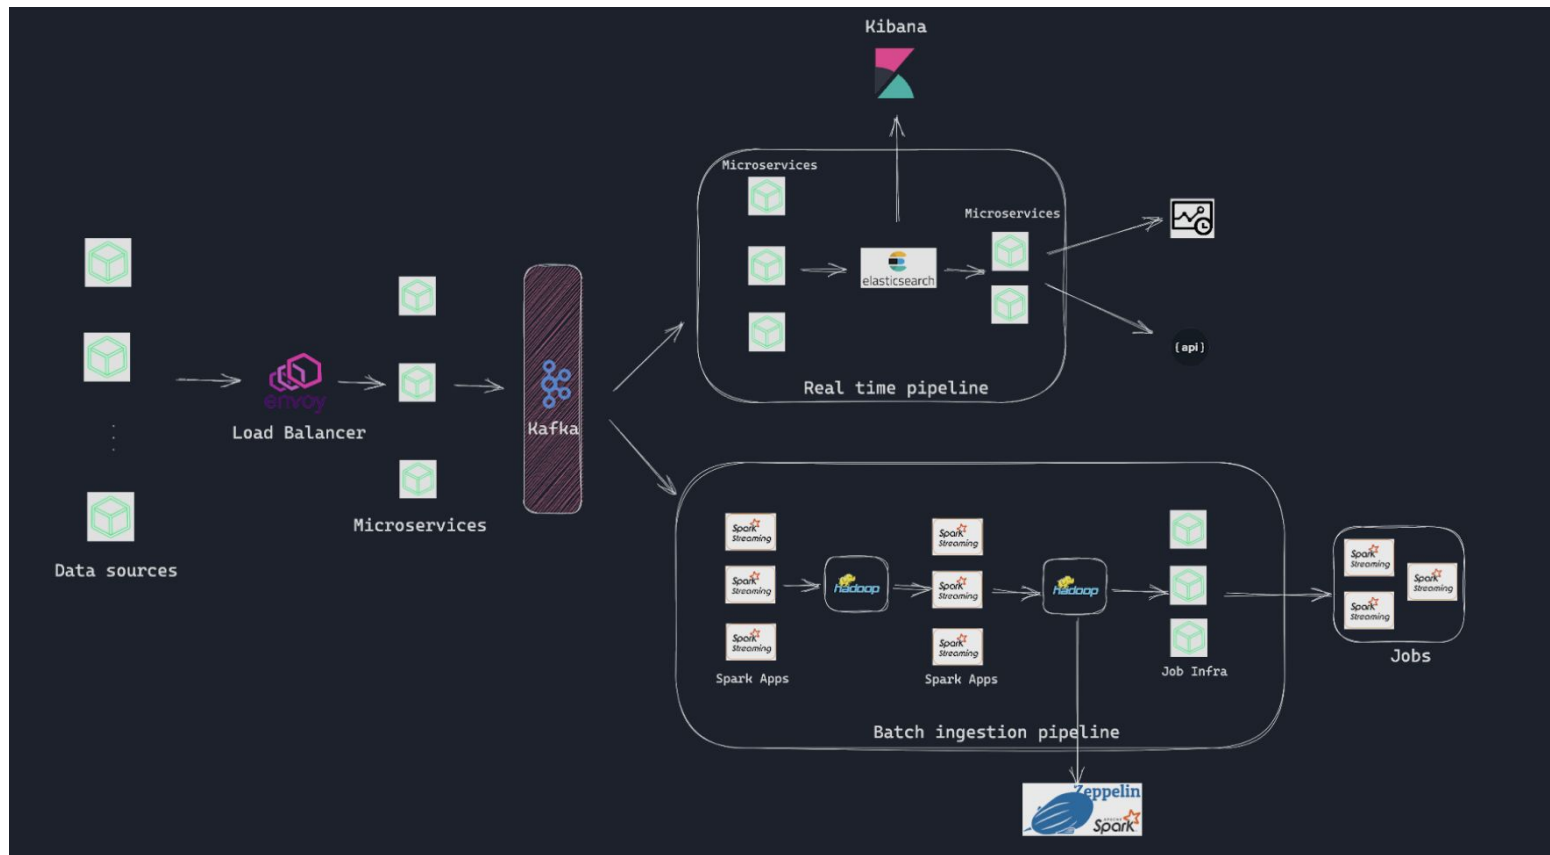 Kibana
Microservices
Microservices
elasticsearch
{api}
Real time pipeline
envoy
Load Balancer
Kafka
Microservices
Data sources
Spark
Streaming
Spark
Streaming
Spark
Streaming
Spark Apps
hadoop
Spark
Streaming
Spark
Streaming
Spark
Streaming
Spark Apps
hadoop
Job Infra
Batch ingestion pipeline
Spark
Streaming
Spark
Streaming
Spark
Streaming
Jobs
Zeppelin
APACHE
Spark